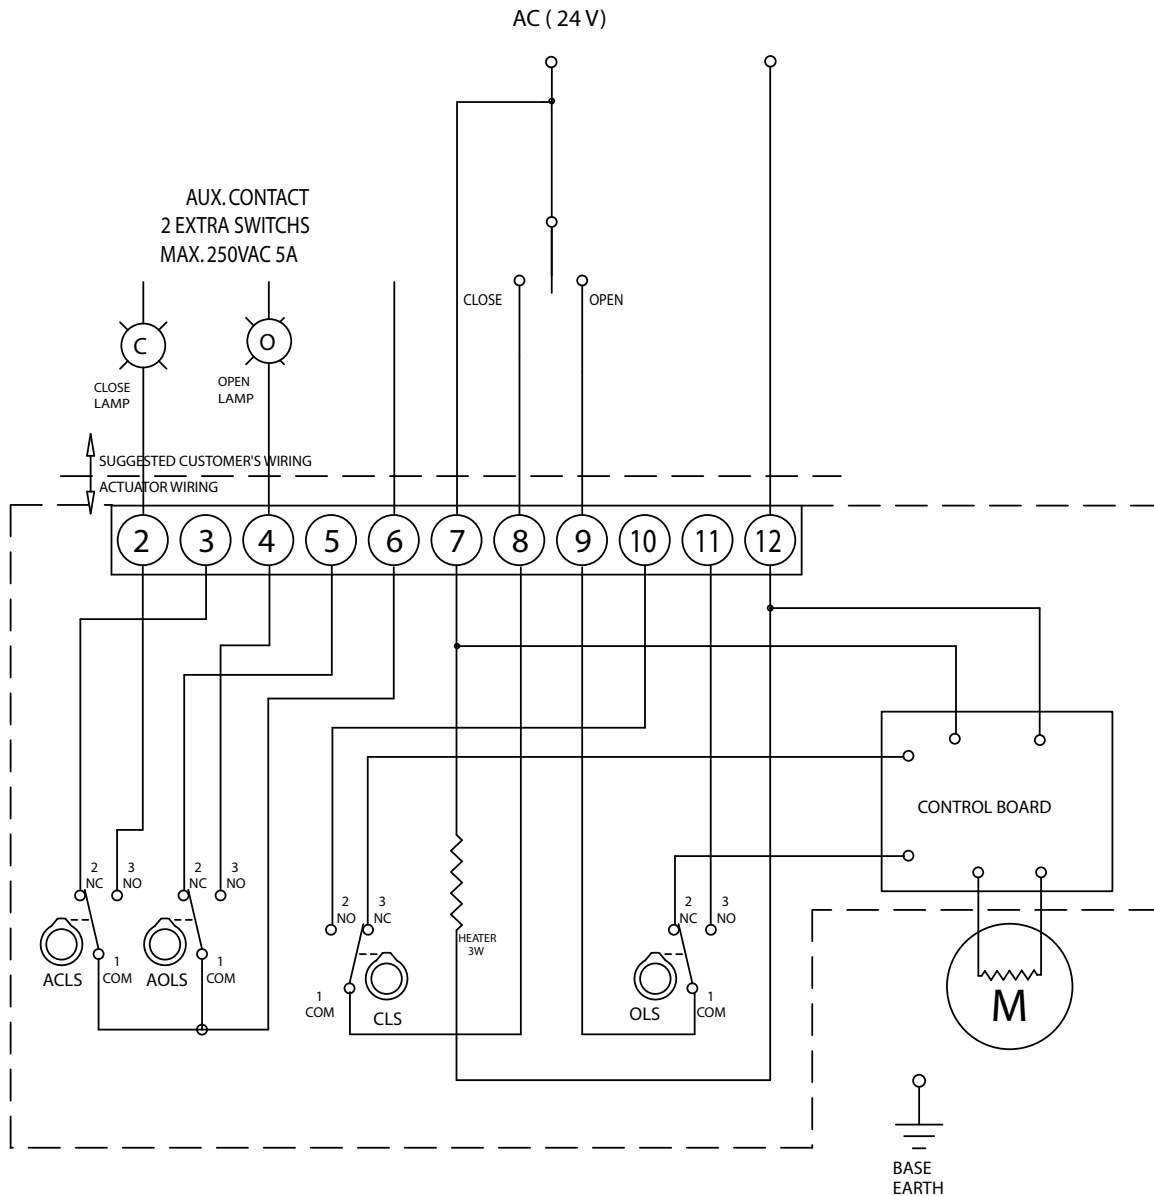 AC ( 24 V)
AUX. CONTACT
2 EXTRA SWITCHS
MAX. 250VAC 5A
CLOSE
OPEN
C
O
CLOSE
LAMP
OPEN
LAMP
SUGGESTED CUSTOMER'S WIRING
ACTUATOR WIRING
2 3 4 5 6 7 8 9 10 11 12
CONTROL BOARD
2
NC
3
NO
1
COM
ACLS
2
NC
3
NO
1
COM
AOLS
2
NO
3
NC
1
COM
CLS
HEATER
3W
2
NC
3
NO
1
COM
OLS
M
BASE
EARTH